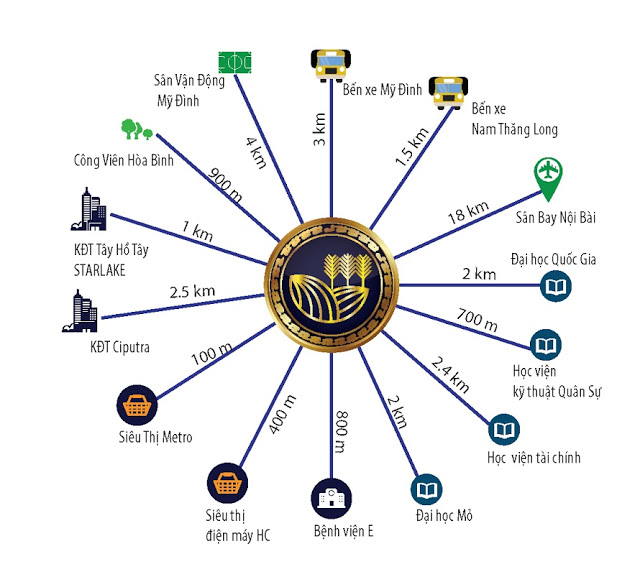 Sân Vận Động
Mỹ Đình
4 km
Bến xe Mỹ Đình
3 km
Bến xe
Nam Thăng Long
1.5 km
Sân Bay Nội Bài
18 km
Đại học Quốc Gia
2 km
Học viện
kỹ thuật Quân Sự
700 m
Học viện tài chính
2.4 km
Đại học Mỏ
2 km
Bệnh viện E
800 m
Siêu thị
điện máy HC
400 m
Siêu Thị Metro
100 m
KĐT Ciputra
2.5 km
KĐT Tây Hồ Tây
STARLAKE
1 km
Công Viên Hòa Bình
900 m